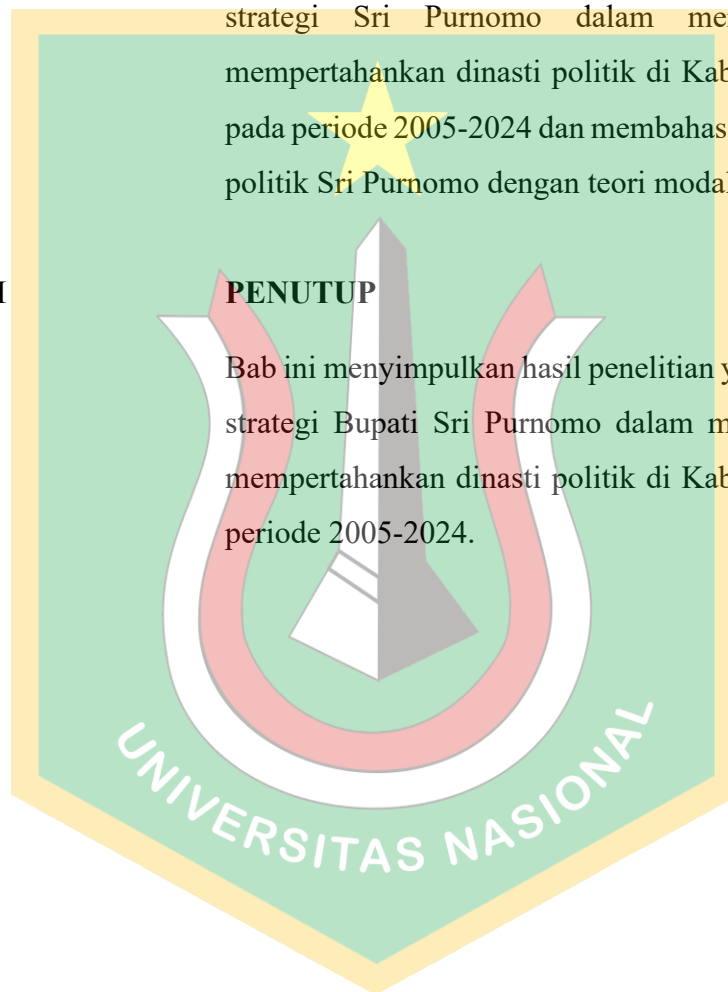 strategi Sri Purnomo dalam
mempertahankan dinasti politik di
pada periode 2005-2024 dan membahas
politik Sri Purnomo dengan teori
PENUTUP
Bab ini menyimpulkan hasil penelitian
strategi Bupati Sri Purnomo dalam
mempertahankan dinasti politik di
periode 2005-2024.
UNIVERSITAS NASIONAL